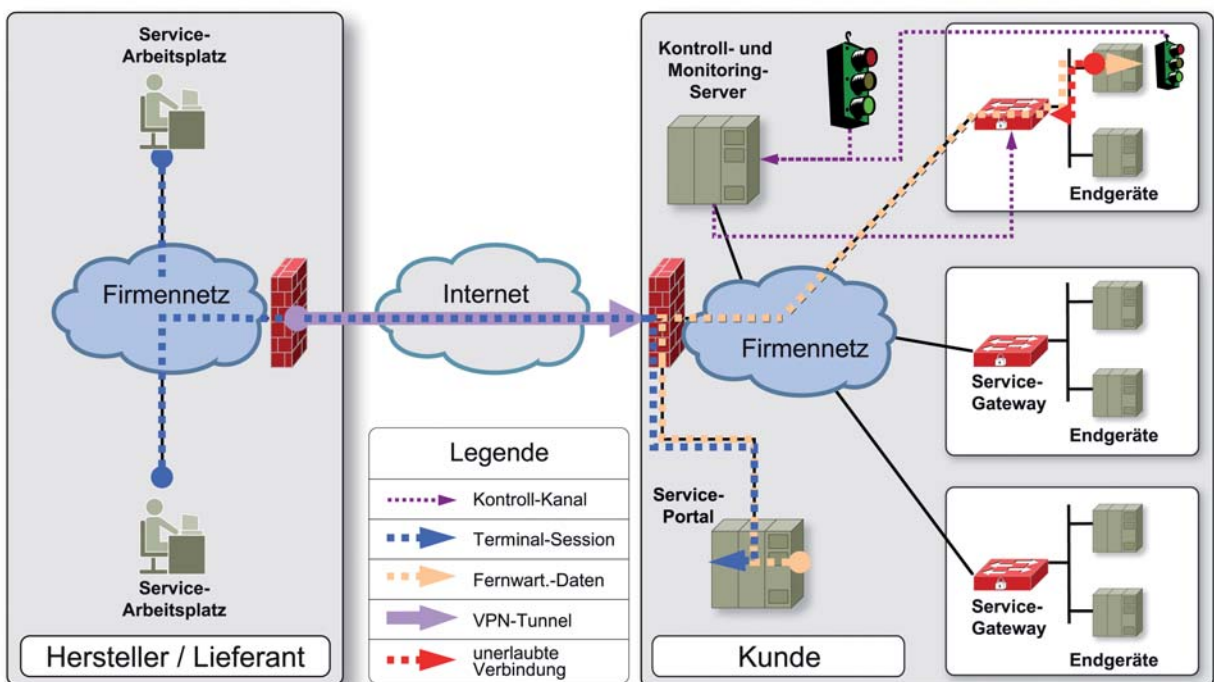 Service-
Arbeitsplatz
Firmennetz
Service-
Arbeitsplatz
Hersteller / Lieferant
Internet
Legende
Kontroll-Kanal
Terminal-Session
Fernwart.-Daten
VPN-Tunnel
unerlaubte
Verbindung
Kontroll- und
Monitoring-
Server
Firmennetz
Service-
Portal
Kunde
Endgeräte
Service-
Gateway
Endgeräte
Service-
Gateway
Endgeräte